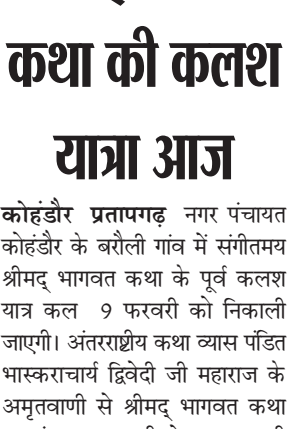 कथा की कलश
यात्रा आज
कोहंडौर प्रतापगढ़ नगर पंचायत
कोहंडौर के बरौली गांव में संगीतमय
श्रीमद् भागवत कथा के पूर्व कलश
यात्र कल 9 फरवरी को निकाली
जाएगी। अंतरराष्ट्रीय कथा व्यास पंडित
भास्कराचार्य द्विवेदी जी महाराज के
अमृतवाणी से श्रीमद् भागवत कथा